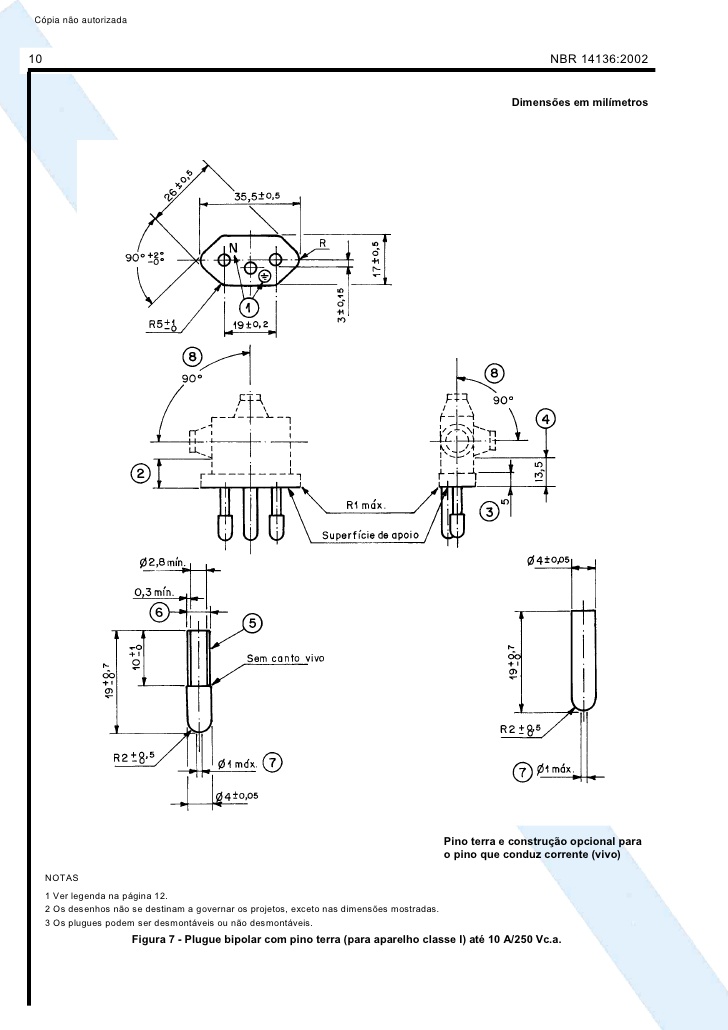 Cópia não autorizada
10 NBR 14136:2002
Dimensões em milímetros
26±0,5
35,5±0,5
90° +2° -0°
N
R
17±0,5
3±0,15
1
R5 +1 -0
19±0,2
8
90°
8
90°
4
2
13,5
5
3
R1 máx.
Superfície de apoio
Ø2,8 mín.
0,3 mín.
6
5
10 +1 -0
19 +0,7 -0
Sem canto vivo
R2 +0,5 -0
Ø1 máx. 7
Ø4±0,05
Ø4±0,05
19 +0,7 -0
R2 +0,5 -0
7 Ø1 máx.
Pino terra e construção opcional para
o pino que conduz corrente (vivo)
NOTAS
1 Ver legenda na página 12.
2 Os desenhos não se destinam a governar os projetos, exceto nas dimensões mostradas.
3 Os plugues podem ser desmontáveis ou não desmontáveis.
Figura 7 - Plugue bipolar com pino terra (para aparelho classe I) até 10 A/250 Vc.a.